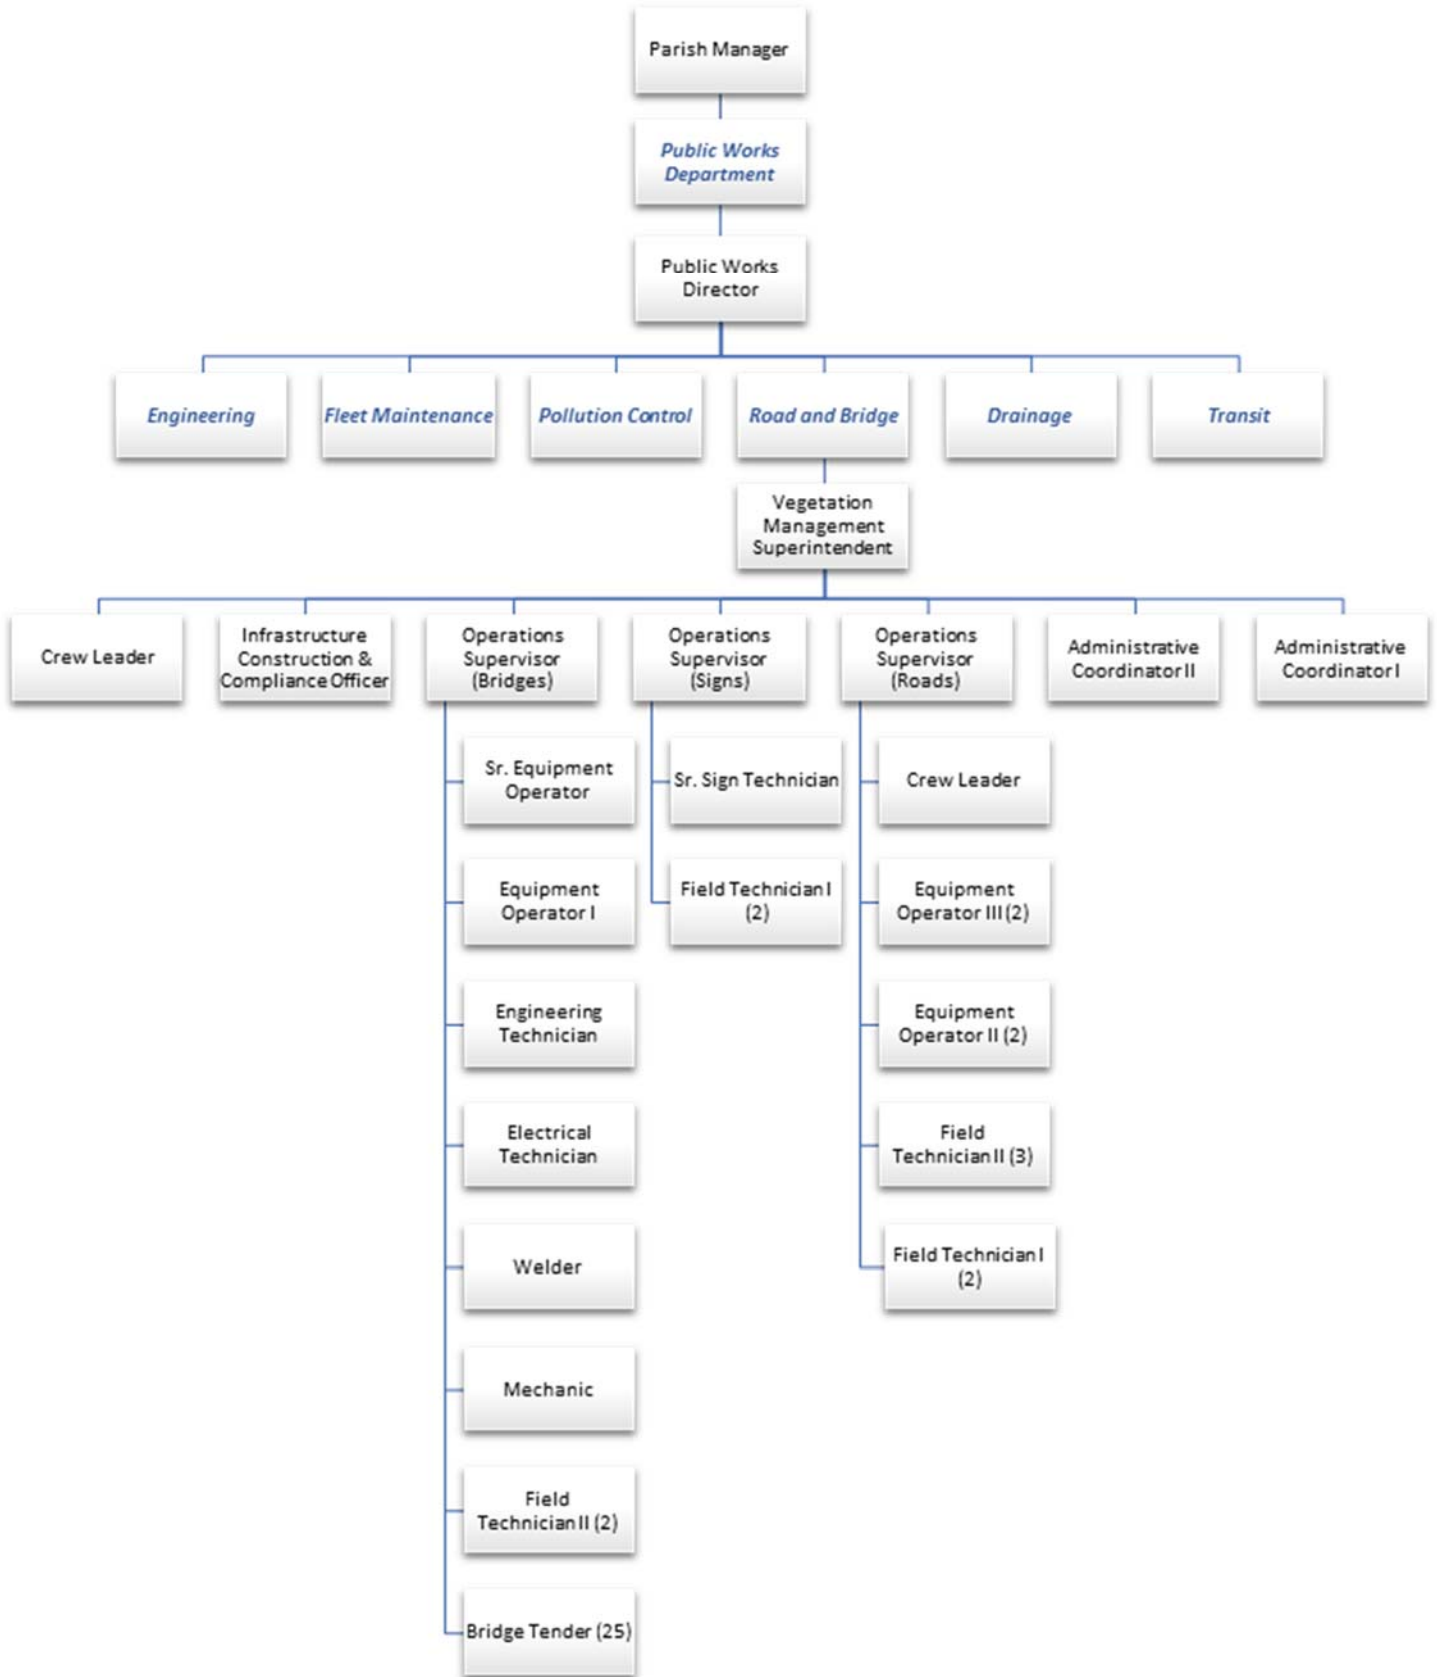 Parish Manager
Public Works
Department
Public Works
Director
Engineering
Fleet Maintenance
Pollution Control
Road and Bridge
Drainage
Transit
Vegetation
Management
Superintendent
Crew Leader
Infrastructure
Construction &
Compliance Officer
Operations
Supervisor
(Bridges)
Operations
Supervisor
(Signs)
Operations
Supervisor
(Roads)
Administrative
Coordinator II
Administrative
Coordinator I
Sr. Equipment
Operator
Equipment
Operator I
Engineering
Technician
Electrical
Technician
Welder
Mechanic
Field
Technician II (2)
Bridge Tender (25)
Sr. Sign Technician
Field Technician I
(2)
Crew Leader
Equipment
Operator III (2)
Equipment
Operator II (2)
Field
Technician II (3)
Field Technician I
(2)